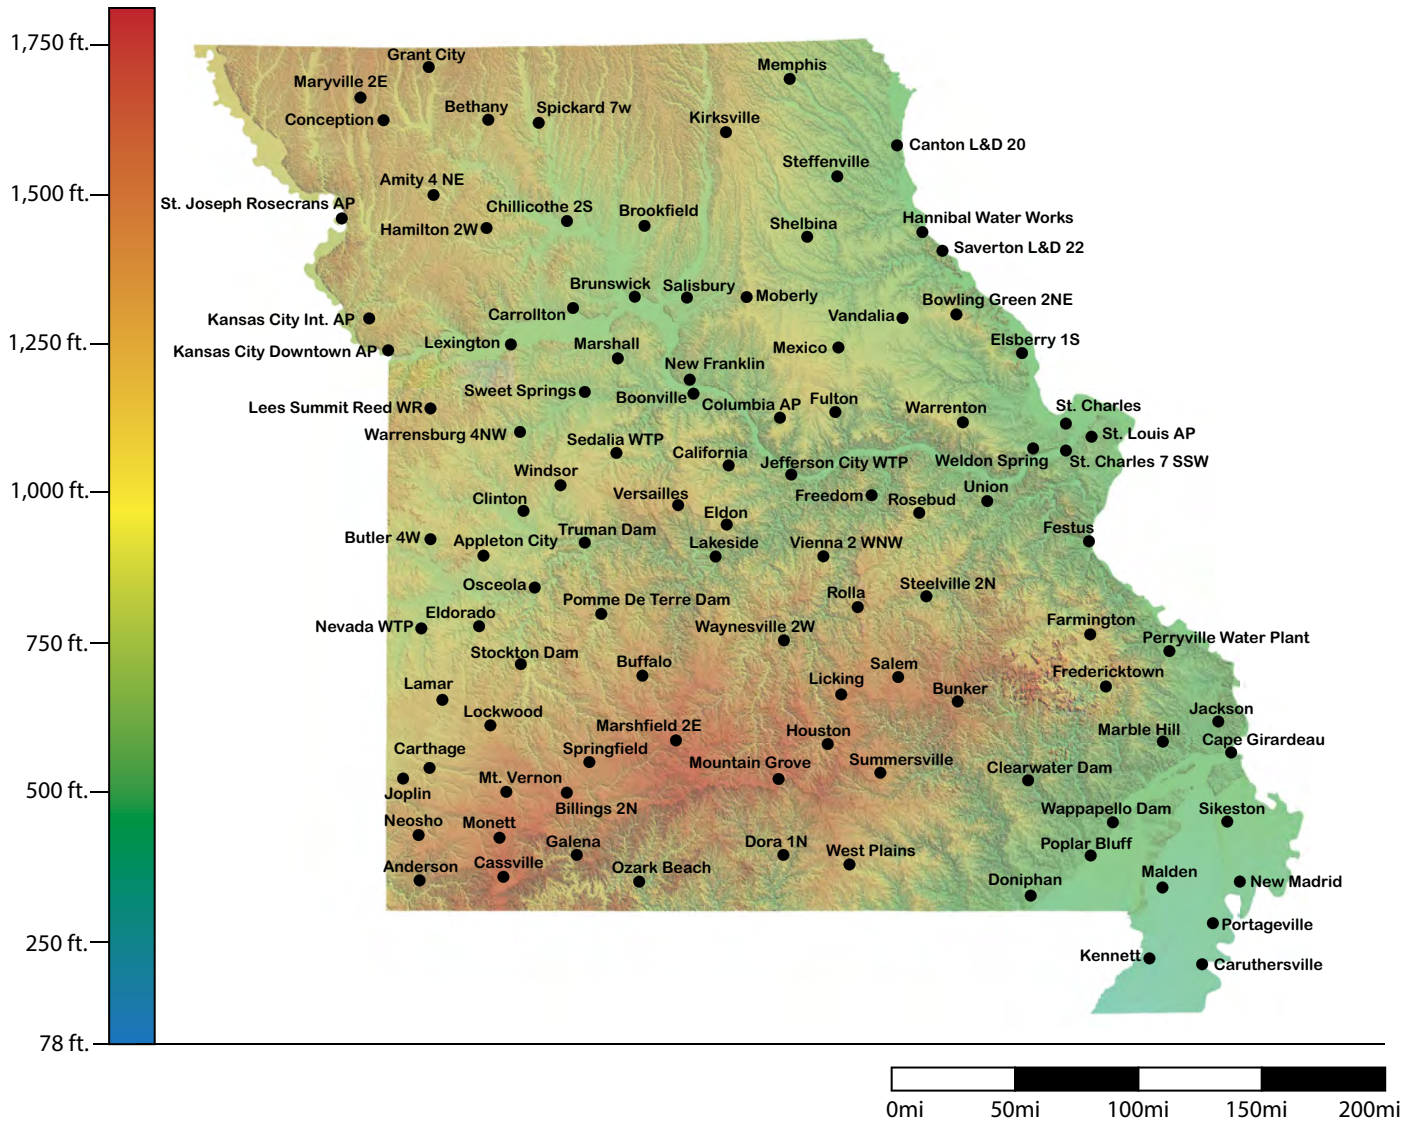 1,750 ft.
1,500 ft.
1,250 ft.
1,000 ft.
750 ft.
500 ft.
250 ft.
78 ft.
Grant City
Memphis
Maryville 2E
Bethany
Spickard 7w
Conception
Kirksville
Canton L&D 20
Steffenville
Amity 4 NE
St. Joseph Rosecrans AP
Chillicothe 2S
Brookfield
Hannibal Water Works
Hamilton 2W
Shelbina
Saverton L&D 22
Brunswick
Salisbury
Moberly
Bowling Green 2NE
Carrollton
Vandalia
Kansas City Int. AP
Elsberry 1S
Lexington
Marshall
Mexico
Kansas City Downtown AP
New Franklin
Sweet Springs
Boonville
Columbia AP
Fulton
Lees Summit Reed WR
Warrenton
St. Charles
Warrensburg 4NW
Sedalia WTP
St. Louis AP
California
Jefferson City WTP
Weldon Spring
St. Charles 7 SSW
Windsor
Union
Clinton
Versailles
Freedom
Rosebud
Eldon
Festus
Truman Dam
Butler 4W
Appleton City
Lakeside
Vienna 2 WNW
Osceola
Steelville 2N
Pomme De Terre Dam
Rolla
Eldorado
Nevada WTP
Waynesville 2W
Farmington
Perryville Water Plant
Stockton Dam
Buffalo
Salem
Licking
Fredericktown
Lamar
Bunker
Lockwood
Jackson
Marshfield 2E
Houston
Marble Hill
Cape Girardeau
Carthage
Springfield
Mountain Grove
Summersville
Clearwater Dam
Mt. Vernon
Joplin
Billings 2N
Wappapello Dam
Sikeston
Neosho
Monett
Galena
Dora 1N
West Plains
Poplar Bluff
Anderson
Cassville
Ozark Beach
Doniphan
Malden
New Madrid
Portageville
Kennett
Caruthersville
0mi
50mi
100mi
150mi
200mi